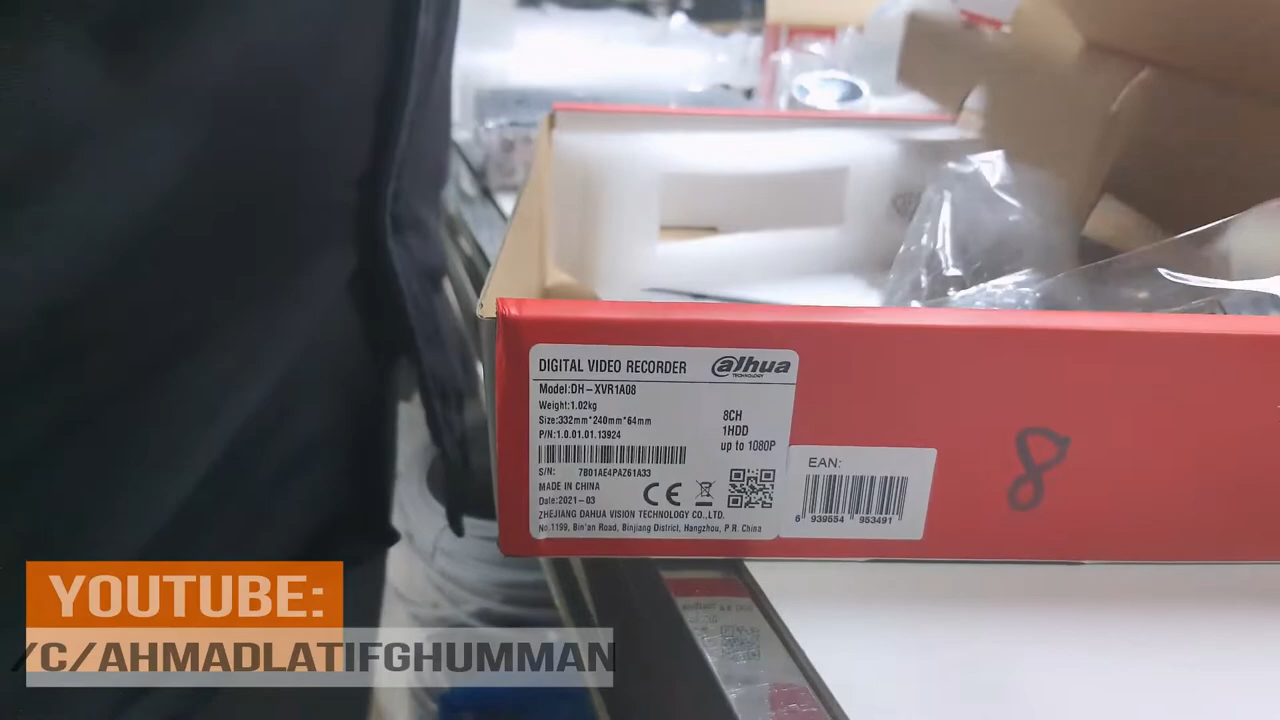 DIGITAL VIDEO RECORDER
alhua
TECHNOLOGY
Model:DH-XVR1A08
Weight:1.02kg
Size:332mm*240mm*64mm
P/N:1.0.01.01.13924
8CH
1HDD
up to 1080P
S/N: 7B01AE4PAZ61A33
MADE IN CHINA
Date:2021-03
CE
ZHEJIANG DAHUA VISION TECHNOLOGY CO.,LTD.
No.1199, Bin'an Road, Binjiang District, Hangzhou, P.R. China
EAN:
6 939554 953491
8
YOUTUBE:
/C/AHMADLATIFGHUMMAN